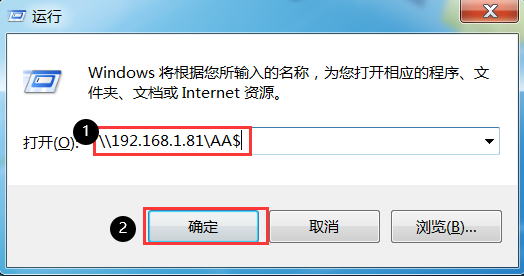 运行
Windows 将根据您所输入的名称，为您打开相应的程序、文
件夹、文档或 Internet 资源。
打开(O): 1 \\192.168.1.81\AA$
2 确定 取消 浏览(B)...